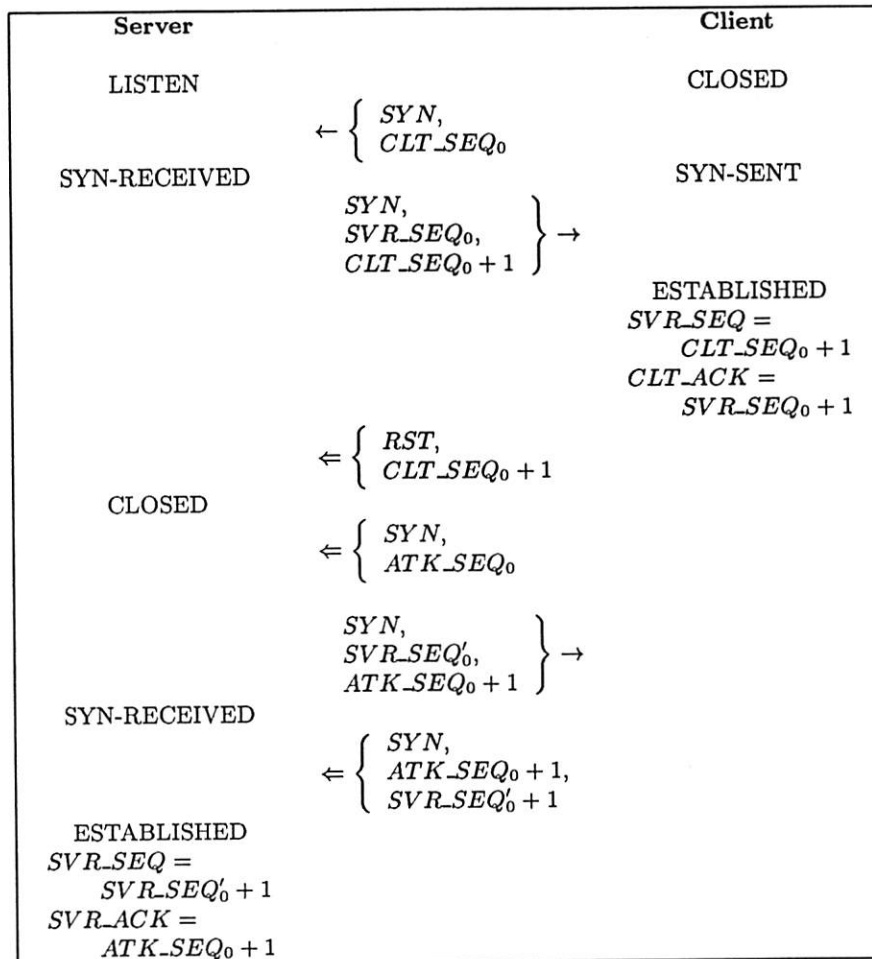 Server Client
LISTEN CLOSED
← { SYN,
CLT_SEQ₀
SYN-RECEIVED SYN-SENT
SYN,
SVR_SEQ₀,
CLT_SEQ₀ + 1 } →
ESTABLISHED
SVR_SEQ =
CLT_SEQ₀ + 1
CLT_ACK =
SVR_SEQ₀ + 1
⇐ { RST,
CLT_SEQ₀ + 1
CLOSED
⇐ { SYN,
ATK_SEQ₀
SYN,
SVR_SEQ′₀,
ATK_SEQ₀ + 1 } →
SYN-RECEIVED
⇐ { SYN,
ATK_SEQ₀ + 1,
SVR_SEQ′₀ + 1
ESTABLISHED
SVR_SEQ =
SVR_SEQ′₀ + 1
SVR_ACK =
ATK_SEQ₀ + 1